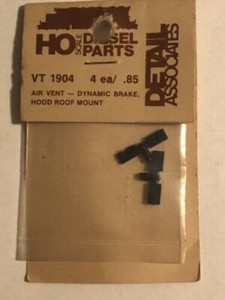 HO SCALE DIESEL
PARTS
VT 1904 4 ea/ .85
AIR VENT — DYNAMIC BRAKE,
HOOD ROOF MOUNT
DETAIL
ASSOCIATES